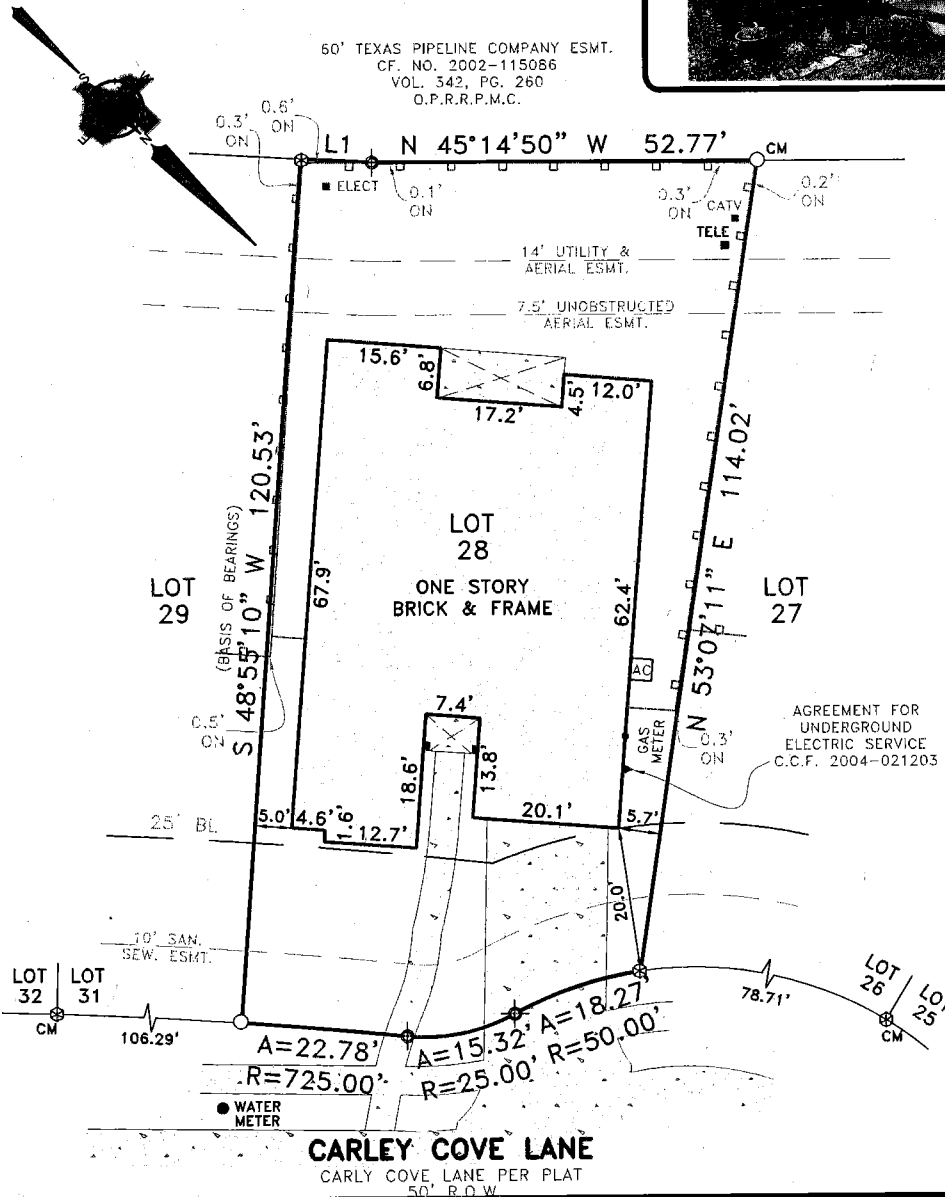 60' TEXAS PIPELINE COMPANY ESMT.
CF. NO. 2002-115086
VOL. 342, PG. 260
O.P.R.R.P.M.C.
S
N
0.3'
ON
0.6'
ON
L1
N 45°14'50" W 52.77'
CM
ELECT
0.1'
ON
0.3'
ON
CATV
TELE
0.2'
ON
14' UTILITY &
AERIAL ESMT.
7.5' UNOBSTRUCTED
AERIAL ESMT.
15.6'
6.8'
17.2'
4.5'
12.0'
S 48°55'10" W 120.53'
(BASIS OF BEARINGS)
67.9'
LOT
28
ONE STORY
BRICK & FRAME
62.4'
N 53°07'11" E 114.02'
LOT
29
LOT
27
AC
GAS
METER
0.5'
ON
0.3'
ON
AGREEMENT FOR
UNDERGROUND
ELECTRIC SERVICE
C.C.F. 2004-021203
7.4'
18.6'
13.8'
25' BL
5.0'
4.6'
1.6'
12.7'
20.1'
5.7'
20.0'
10' SAN.
SEW. ESMT.
LOT
32
LOT
31
CM
106.29'
A=22.78'
R=725.00'
A=15.32'
R=25.00'
A=18.27'
R=50.00'
78.71'
LOT
26
LOT
25
CM
WATER
METER
CARLEY COVE LANE
CARLY COVE LANE PER PLAT
50' R.O.W.